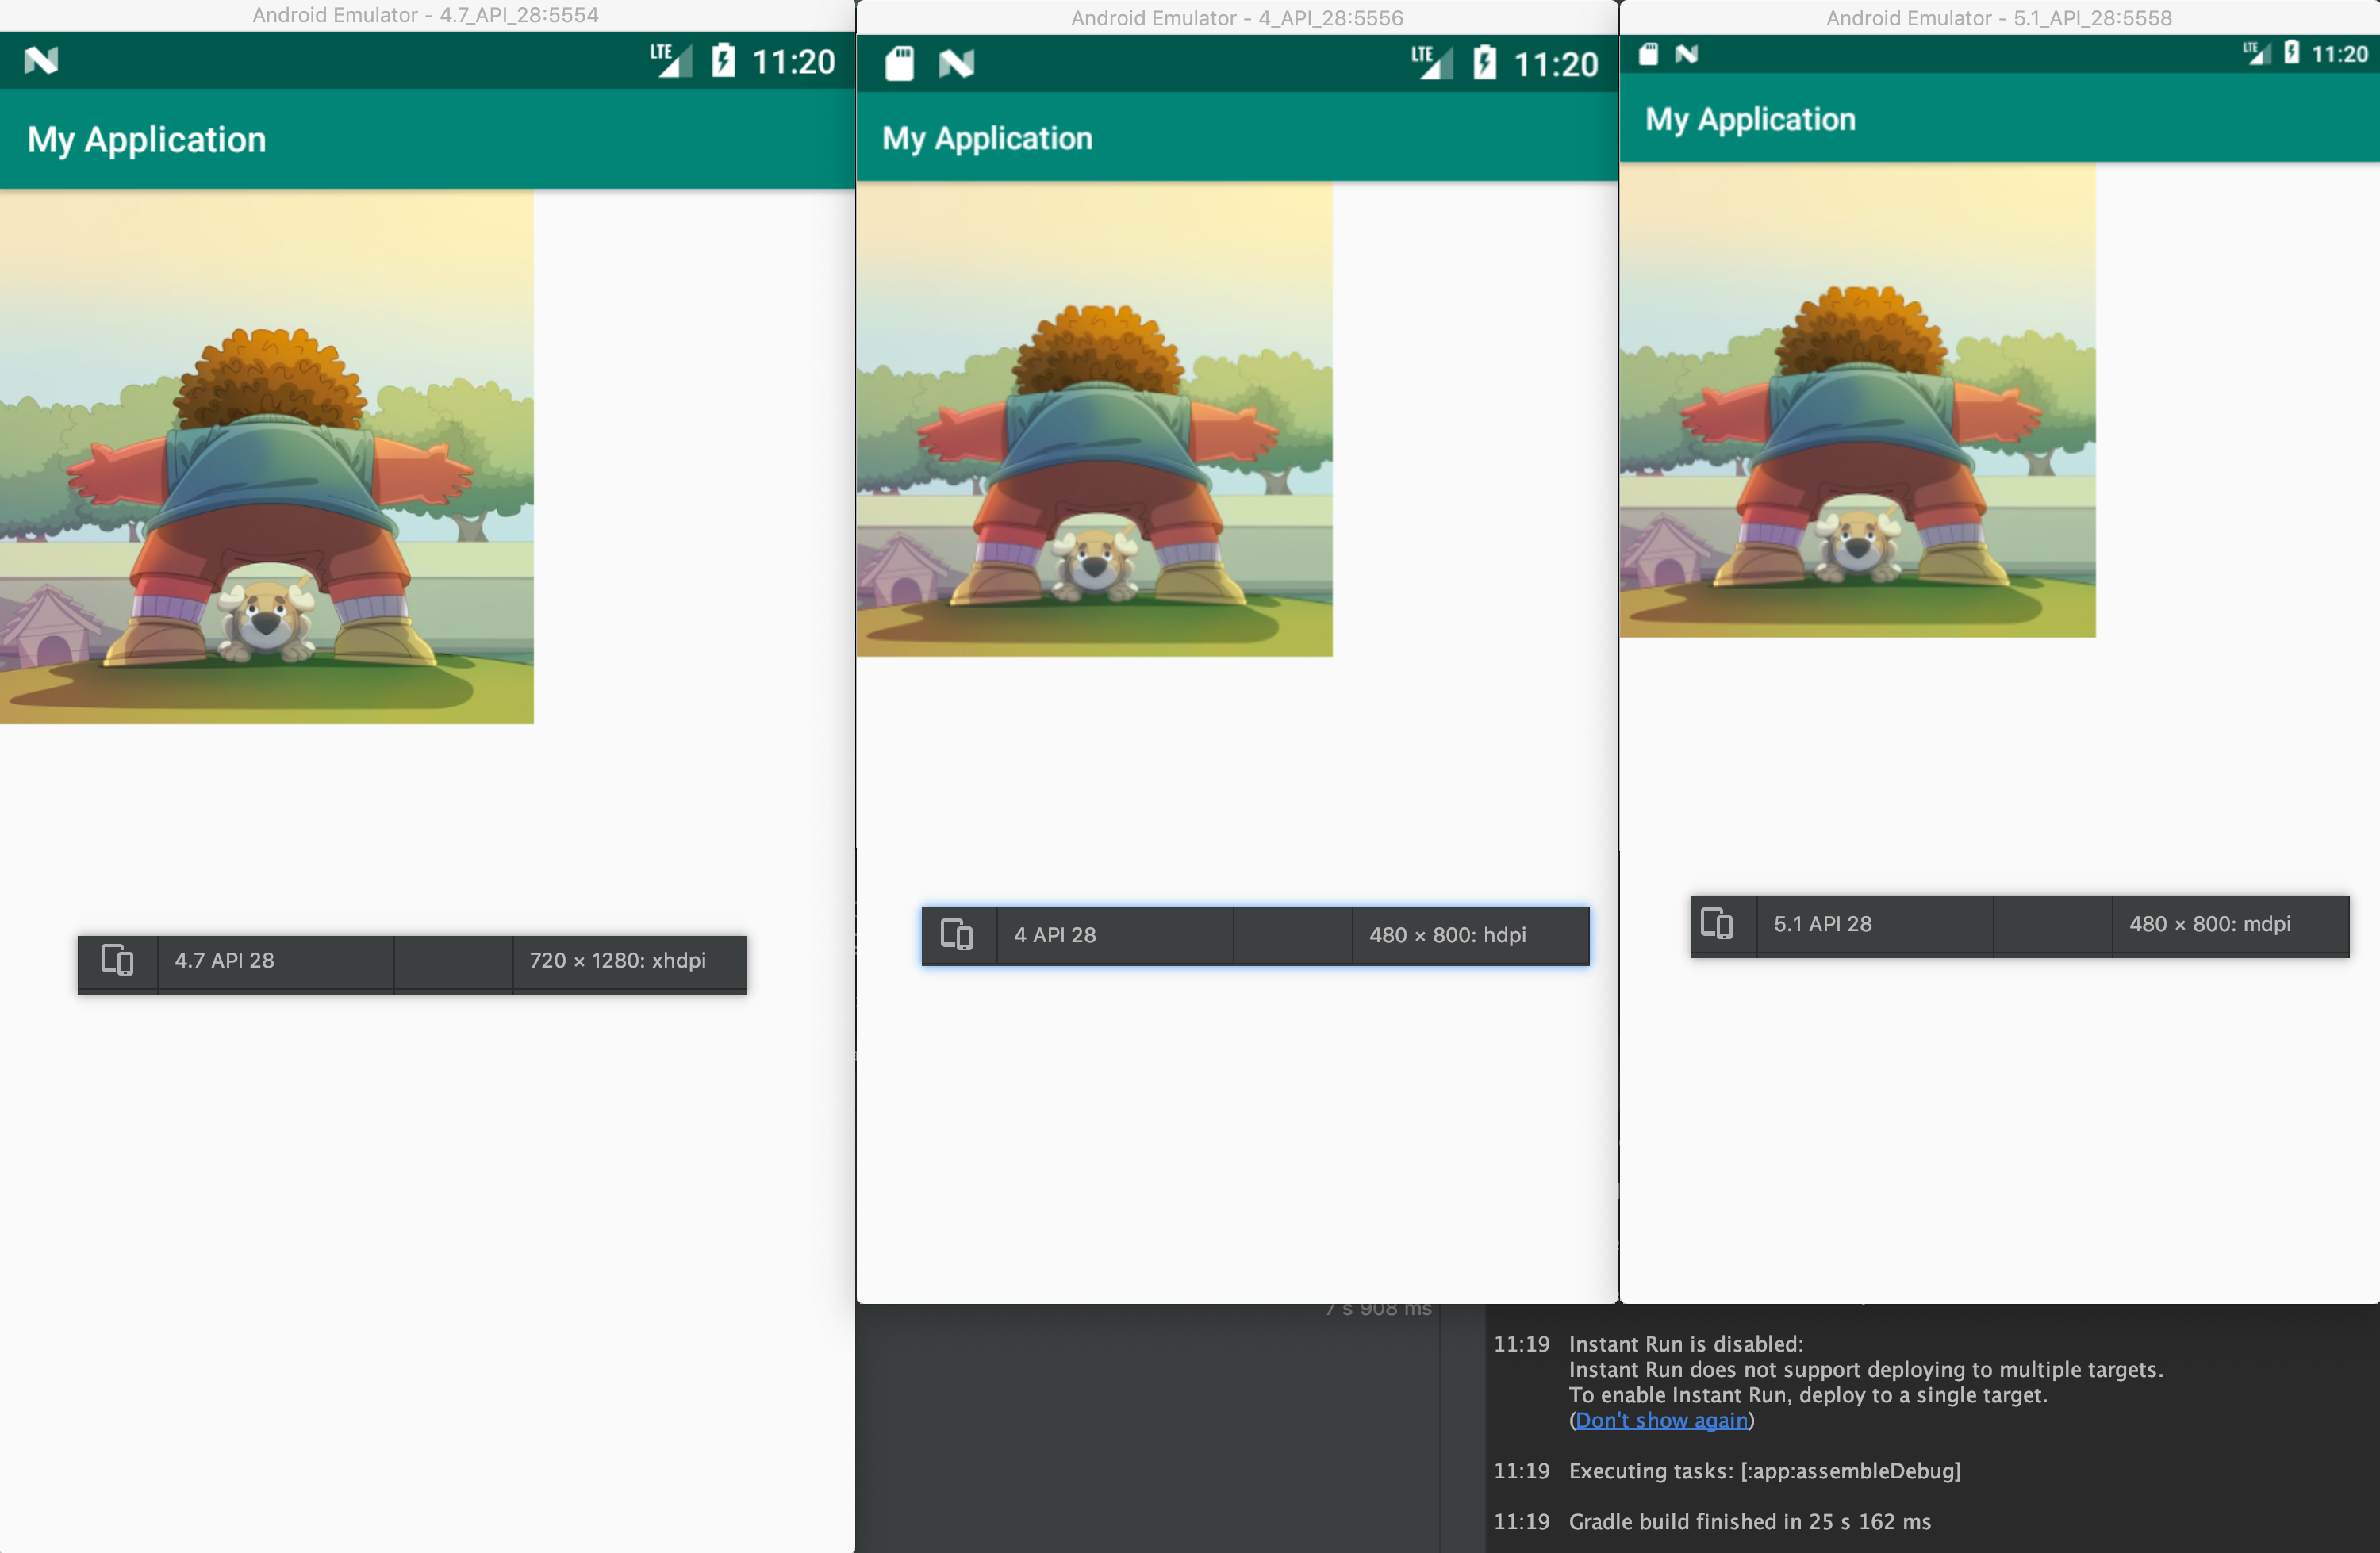 Android Emulator - 4.7_API_28:5554
LTE 11:20
My Application
4.7 API 28
720 × 1280: xhdpi
Android Emulator - 4_API_28:5556
LTE 11:20
My Application
4 API 28
480 × 800: hdpi
Android Emulator - 5.1_API_28:5558
LTE 11:20
My Application
5.1 API 28
480 × 800: mdpi
7 s 908 ms
11:19 Instant Run is disabled:
Instant Run does not support deploying to multiple targets.
To enable Instant Run, deploy to a single target.
(Don't show again)
11:19 Executing tasks: [:app:assembleDebug]
11:19 Gradle build finished in 25 s 162 ms